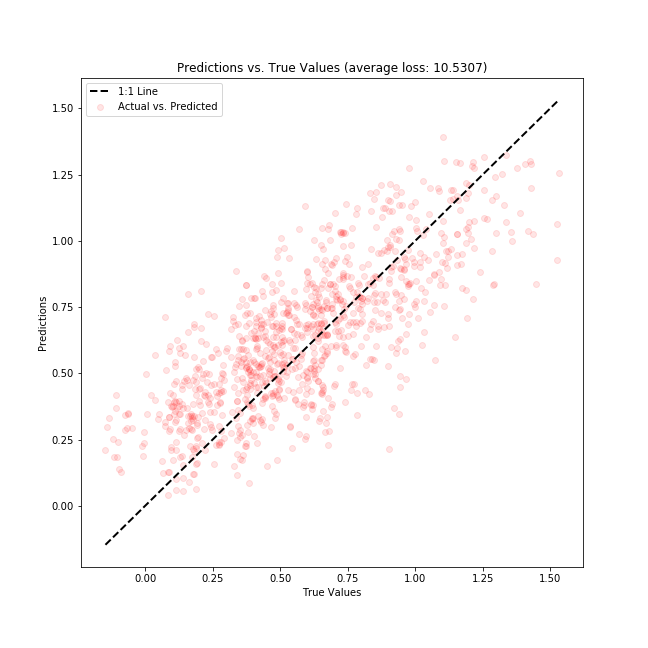 Predictions vs. True Values (average loss: 10.5307)
1:1 Line
Actual vs. Predicted
1.50
1.25
1.00
0.75
0.50
0.25
0.00
Predictions
0.00 0.25 0.50 0.75 1.00 1.25 1.50
True Values